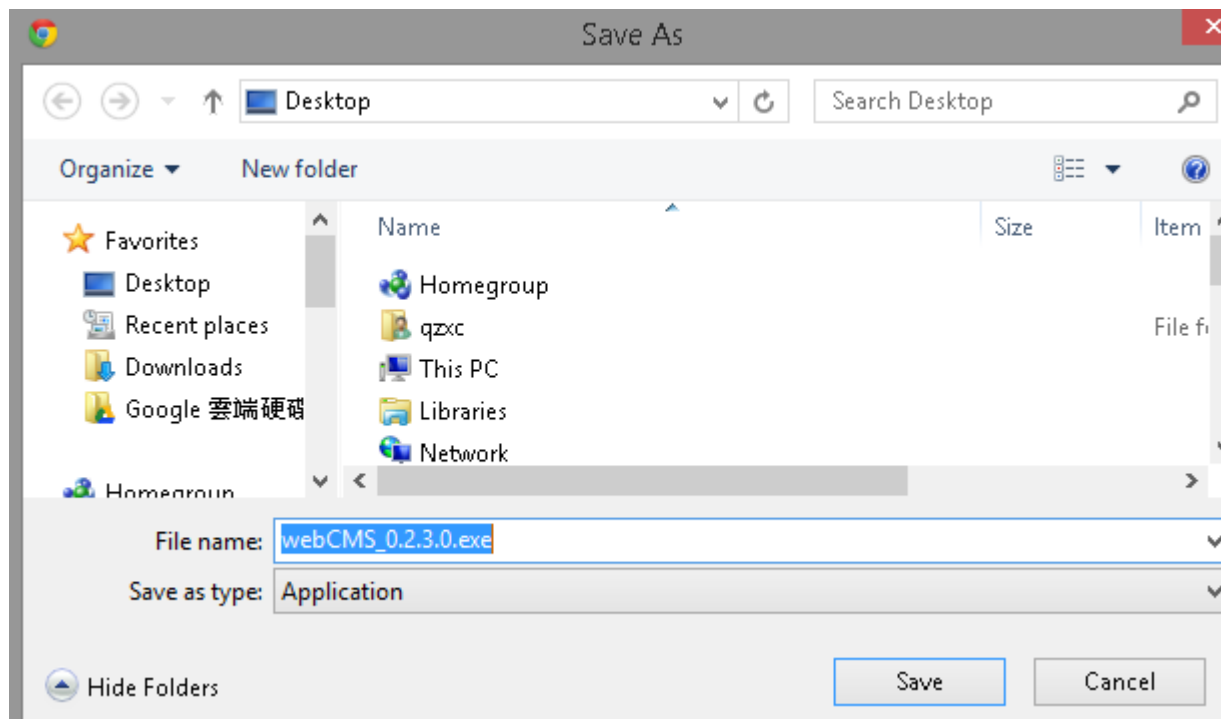 Save As
Desktop
Search Desktop
Organize
New folder
Favorites
Desktop
Recent places
Downloads
Google 雲端硬碟
Homegroup
Name
Size
Item
Homegroup
qzxc
File f
This PC
Libraries
Network
File name: webCMS_0.2.3.0.exe
Save as type: Application
Hide Folders
Save
Cancel